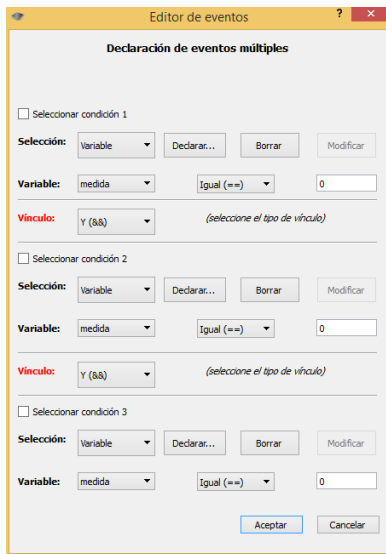 Editor de eventos ? ×
Declaración de eventos múltiples
Seleccionar condición 1
Selección: Variable Declarar... Borrar Modificar
Variable: medida Igual (==) 0
Vínculo: Y (&&) (seleccione el tipo de vínculo)
Seleccionar condición 2
Selección: Variable Declarar... Borrar Modificar
Variable: medida Igual (==) 0
Vínculo: Y (&&) (seleccione el tipo de vínculo)
Seleccionar condición 3
Selección: Variable Declarar... Borrar Modificar
Variable: medida Igual (==) 0
Aceptar Cancelar